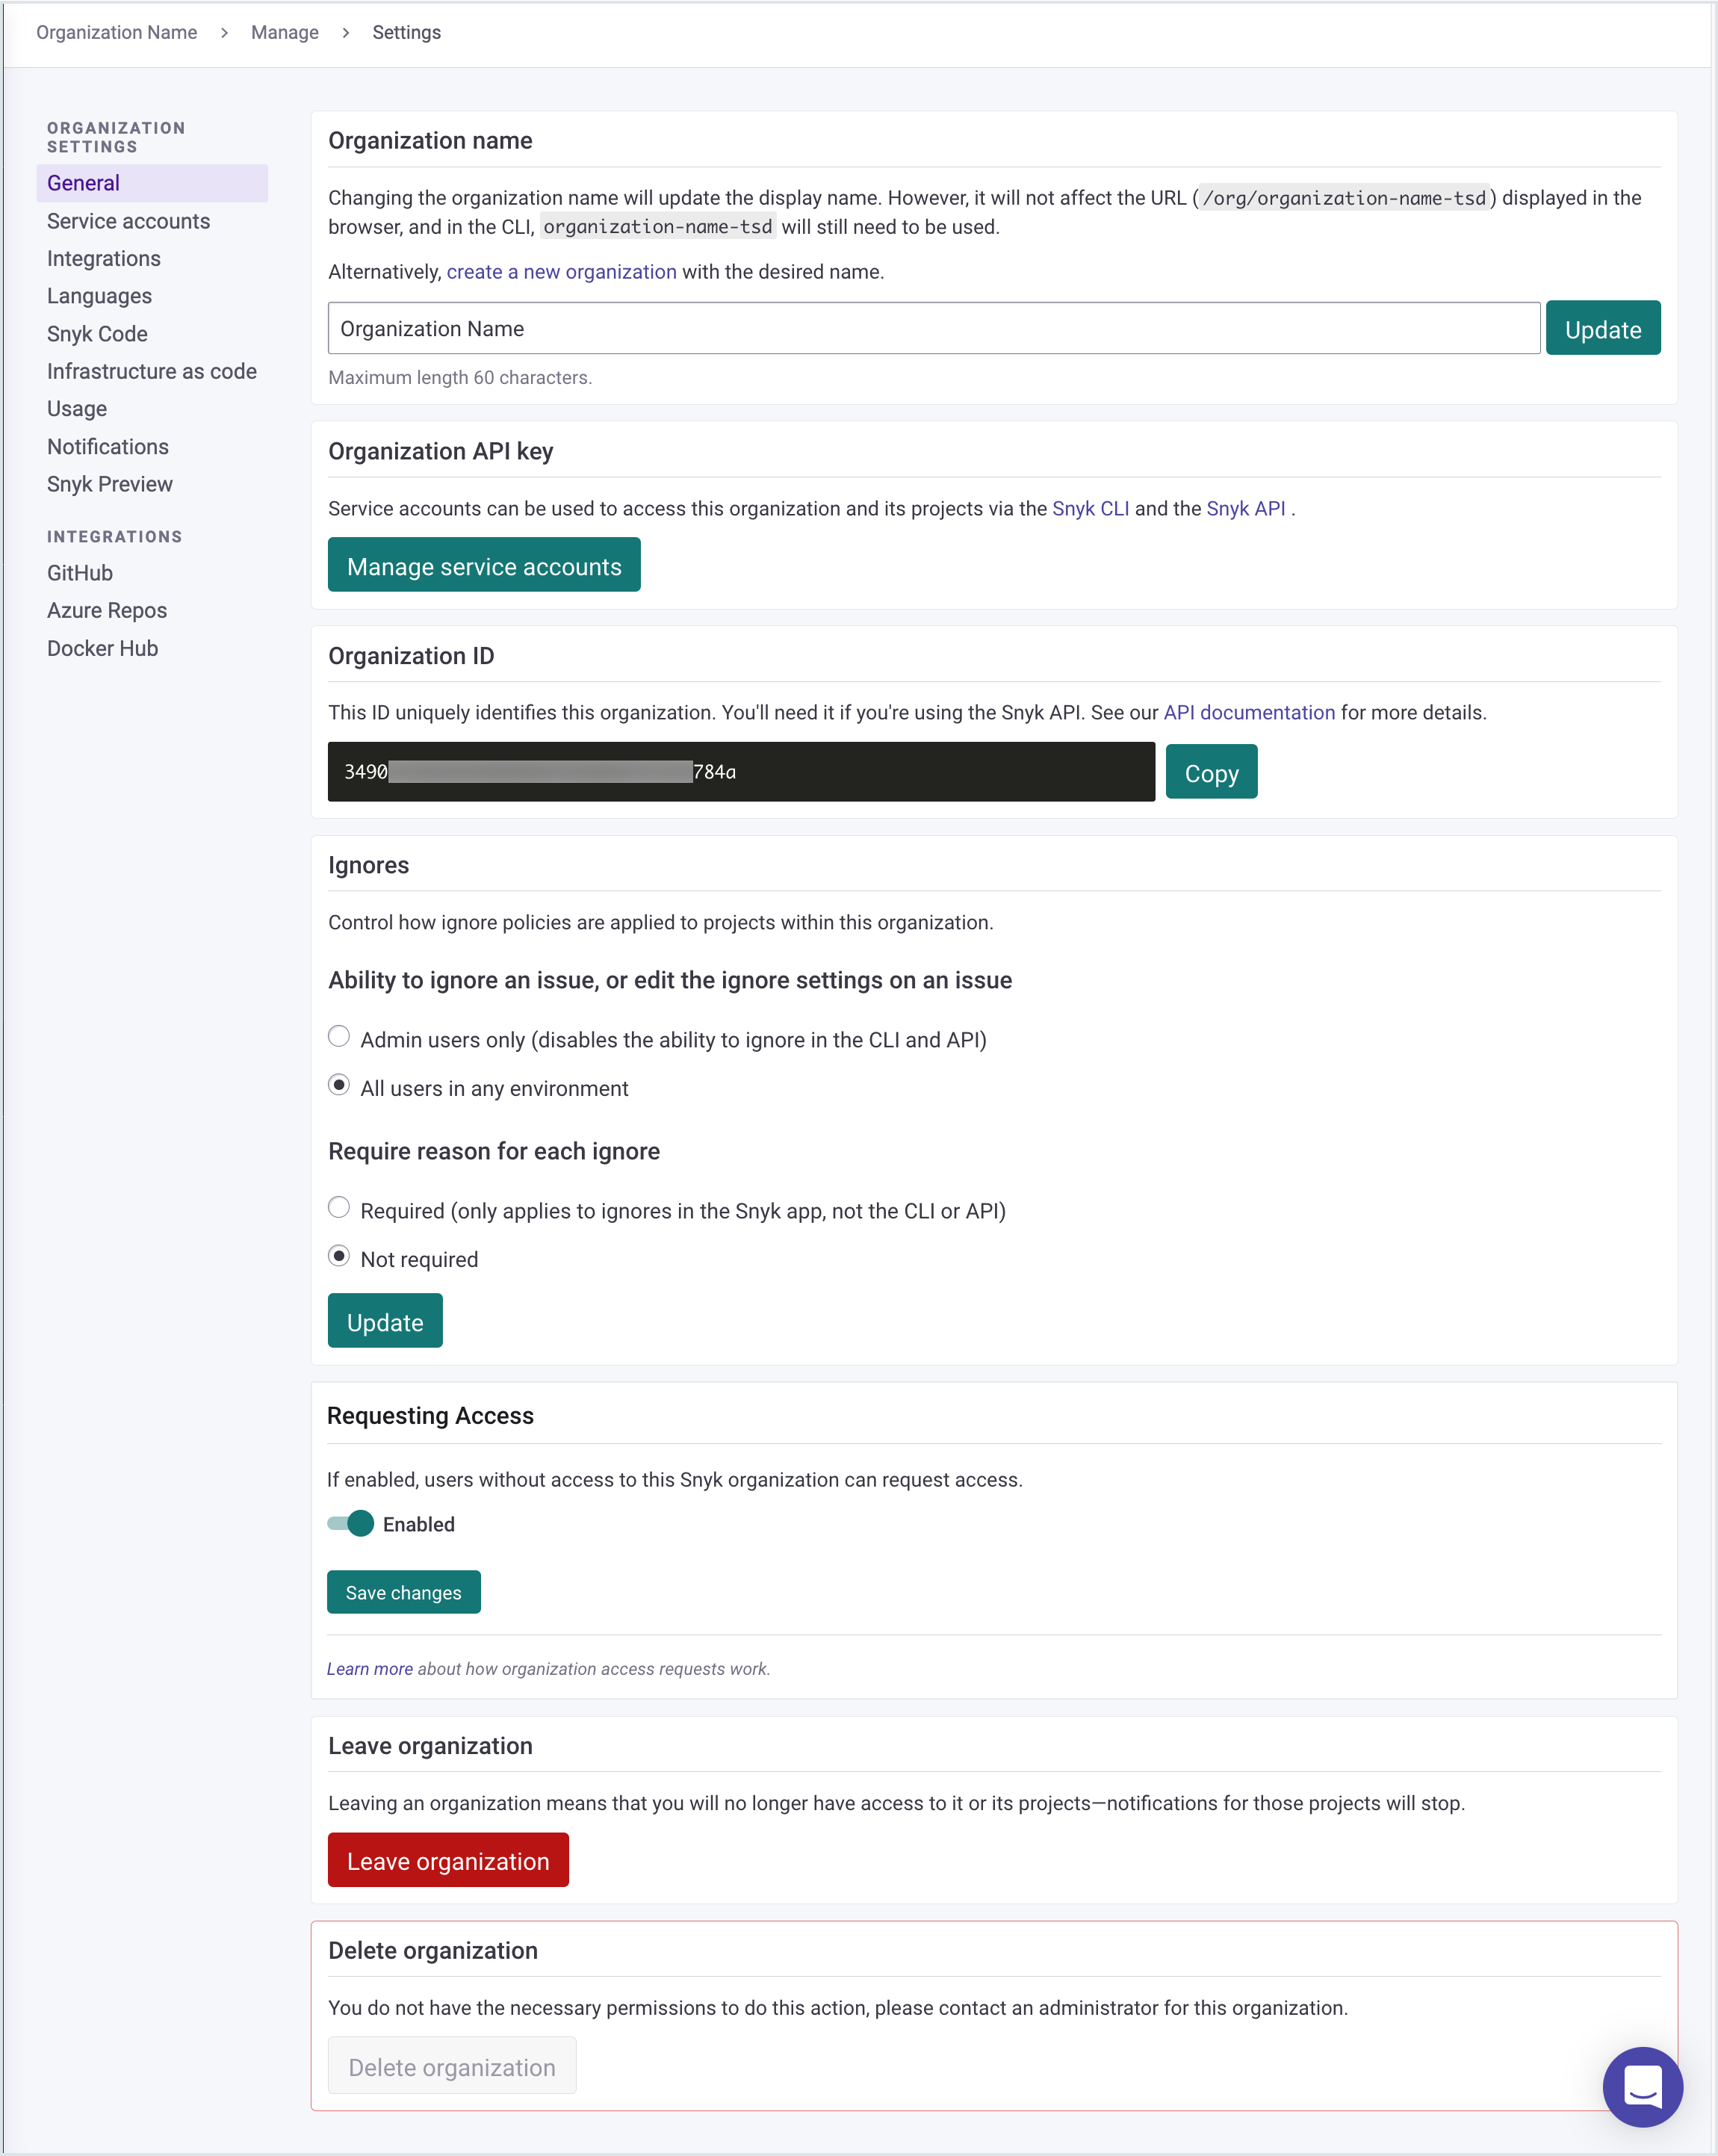 Organization Name > Manage > Settings
ORGANIZATION
SETTINGS
General
Service accounts
Integrations
Languages
Snyk Code
Infrastructure as code
Usage
Notifications
Snyk Preview
INTEGRATIONS
GitHub
Azure Repos
Docker Hub
Organization name
Changing the organization name will update the display name. However, it will not affect the URL (/org/organization-name-tsd) displayed in the
browser, and in the CLI, organization-name-tsd will still need to be used.
Alternatively, create a new organization with the desired name.
Organization Name
Update
Maximum length 60 characters.
Organization API key
Service accounts can be used to access this organization and its projects via the Snyk CLI and the Snyk API .
Manage service accounts
Organization ID
This ID uniquely identifies this organization. You'll need it if you're using the Snyk API. See our API documentation for more details.
3490 784a
Copy
Ignores
Control how ignore policies are applied to projects within this organization.
Ability to ignore an issue, or edit the ignore settings on an issue
Admin users only (disables the ability to ignore in the CLI and API)
All users in any environment
Require reason for each ignore
Required (only applies to ignores in the Snyk app, not the CLI or API)
Not required
Update
Requesting Access
If enabled, users without access to this Snyk organization can request access.
Enabled
Save changes
Learn more about how organization access requests work.
Leave organization
Leaving an organization means that you will no longer have access to it or its projects—notifications for those projects will stop.
Leave organization
Delete organization
You do not have the necessary permissions to do this action, please contact an administrator for this organization.
Delete organization